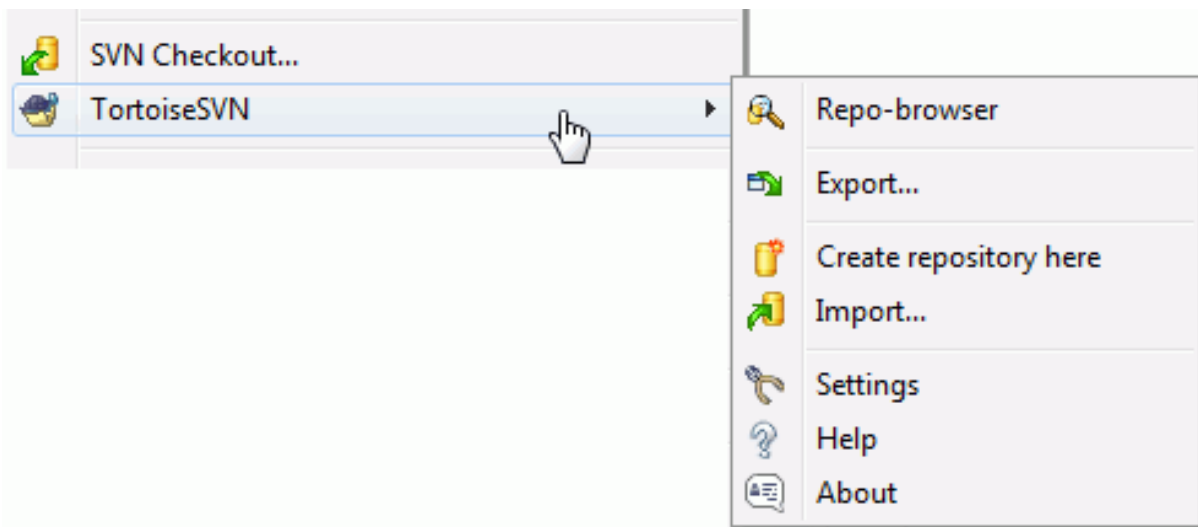 SVN Checkout...
TortoiseSVN
Repo-browser
Export...
Create repository here
Import...
Settings
Help
About